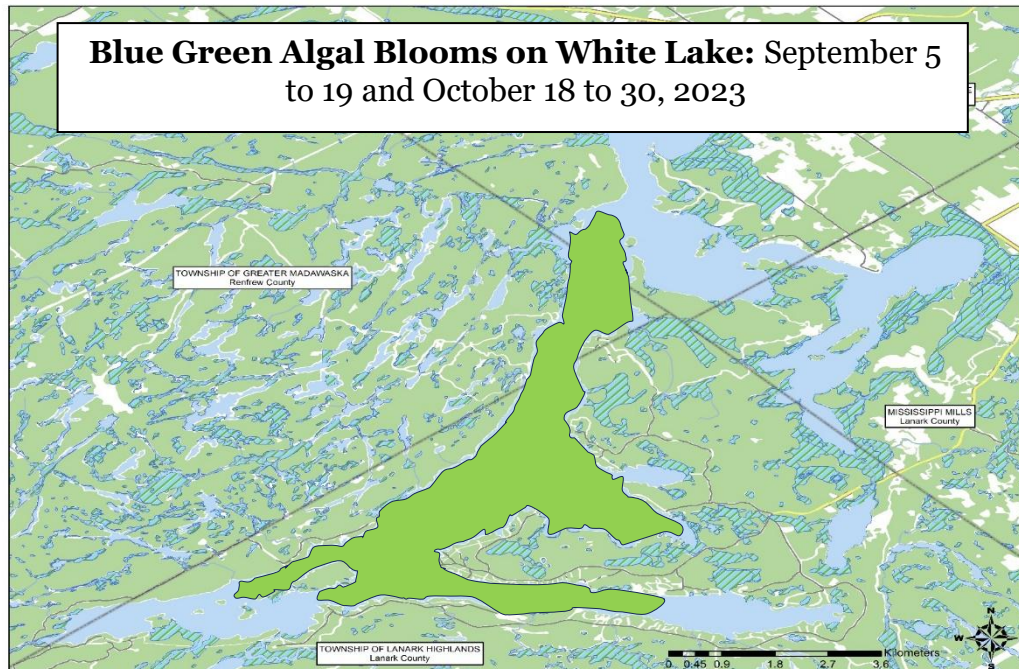 Blue Green Algal Blooms on White Lake: September 5
to 19 and October 18 to 30, 2023
TOWNSHIP OF GREATER MADAWASKA
Renfrew County
MISSISSIPPI MILLS
Lanark County
TOWNSHIP OF LANARK HIGHLANDS
Lanark County
N
W
S
Kilometers
0 0.45 0.9 1.8 2.7 3.6